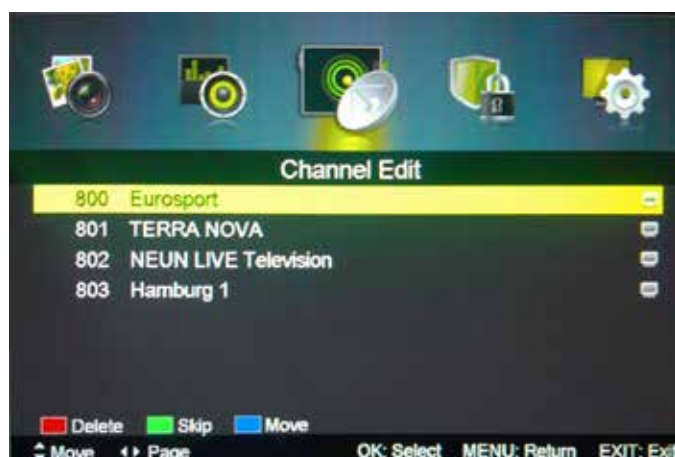 Channel Edit
800 Eurosport
801 TERRA NOVA
802 NEUN LIVE Television
803 Hamburg 1
Delete Skip Move
Move Page OK: Select MENU: Return EXIT: Exit